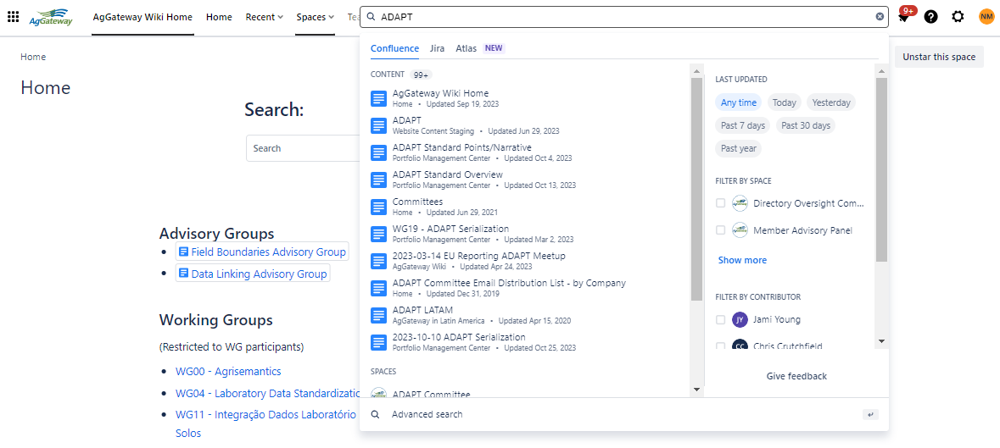 AgGateway
AgGateway Wiki Home
Home
Recent
Spaces
Tea
ADAPT
9+
?
NM
Home
Home
Search:
Search
Advisory Groups
Field Boundaries Advisory Group
Data Linking Advisory Group
Working Groups
(Restricted to WG participants)
WG00 - Agrisemantics
WG04 - Laboratory Data Standardizatio
WG11 - Integração Dados Laboratório
Solos
Confluence
Jira
Atlas
NEW
CONTENT 99+
AgGateway Wiki Home
Home • Updated Sep 19, 2023
ADAPT
Website Content Staging • Updated Jun 29, 2023
ADAPT Standard Points/Narrative
Portfolio Management Center • Updated Oct 4, 2023
ADAPT Standard Overview
Portfolio Management Center • Updated Oct 13, 2023
Committees
Home • Updated Jun 29, 2021
WG19 - ADAPT Serialization
Portfolio Management Center • Updated Mar 2, 2023
2023-03-14 EU Reporting ADAPT Meetup
AgGateway Wiki • Updated Apr 24, 2023
ADAPT Committee Email Distribution List - by Company
Home • Updated Dec 31, 2019
ADAPT LATAM
AgGateway in Latin America • Updated Apr 15, 2020
2023-10-10 ADAPT Serialization
Portfolio Management Center • Updated Oct 25, 2023
SPACES
ADAPT Committee
Advanced search
LAST UPDATED
Any time
Today
Yesterday
Past 7 days
Past 30 days
Past year
FILTER BY SPACE
Directory Oversight Com...
Member Advisory Panel
Show more
FILTER BY CONTRIBUTOR
JY Jami Young
CC Chris Crutchfield
Give feedback
Unstar this space